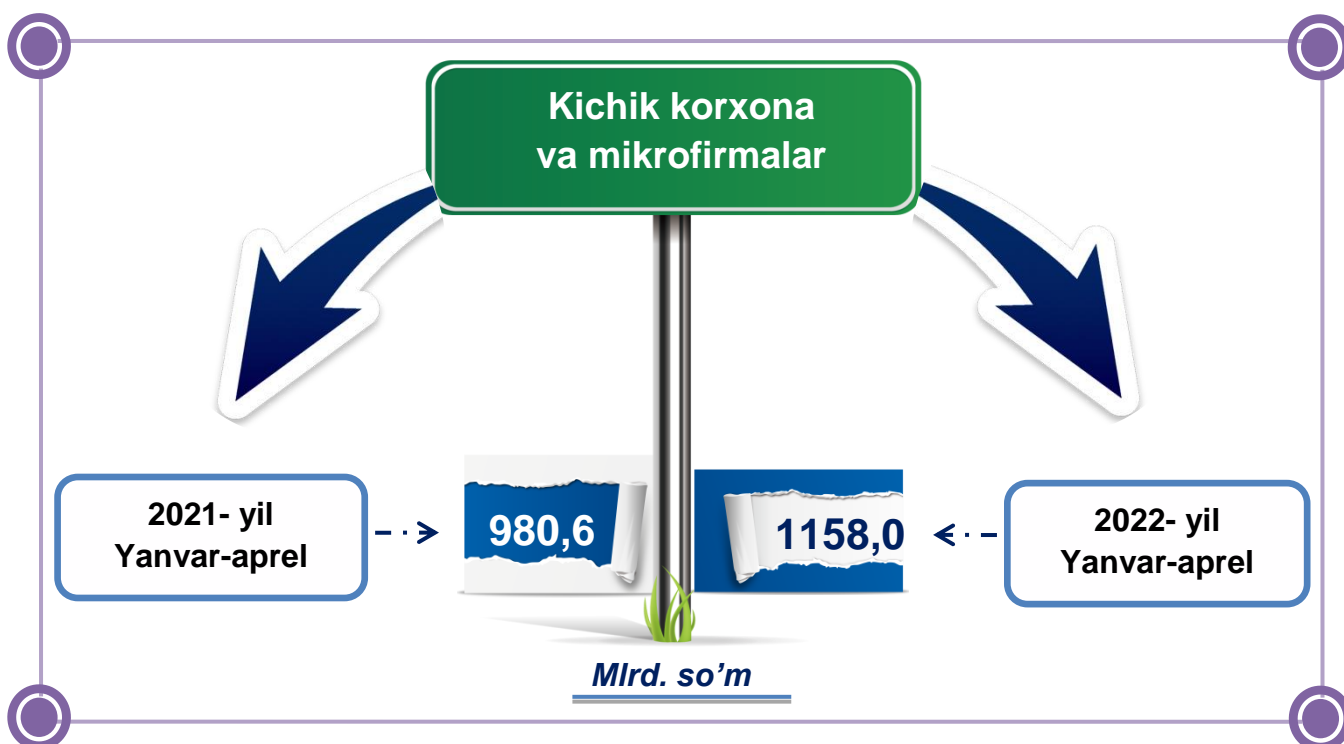 Kichik korxona
va mikrofirmalar
2021- yil
Yanvar-aprel
980,6
1158,0
2022- yil
Yanvar-aprel
Mlrd. so’m